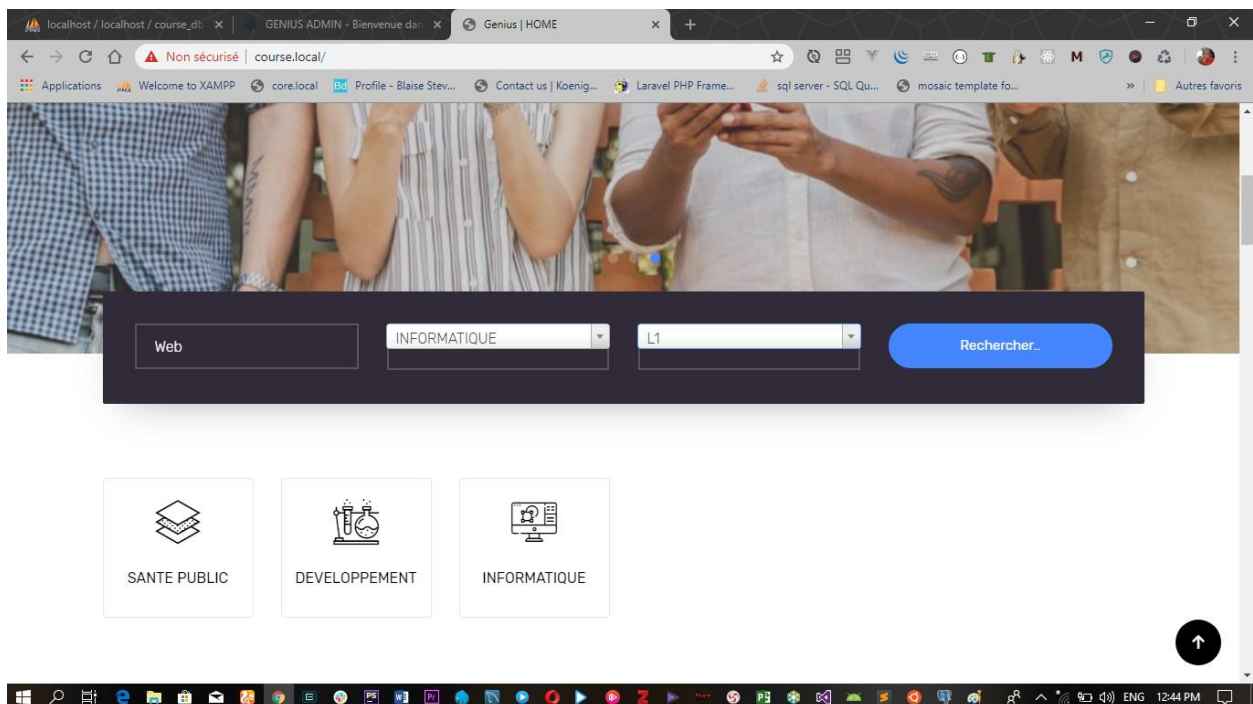 localhost / localhost / course_db
GENIUS ADMIN - Bienvenue dan
Genius | HOME
Non sécurisé
course.local/
Applications
Welcome to XAMPP
core.local
Profile - Blaise Stev...
Contact us | Koenig...
Laravel PHP Frame...
sql server - SQL Qu...
mosaic template fo...
»
Autres favoris
Web
INFORMATIQUE
L1
Rechercher..
SANTE PUBLIC
DEVELOPPEMENT
INFORMATIQUE
ENG
12:44 PM